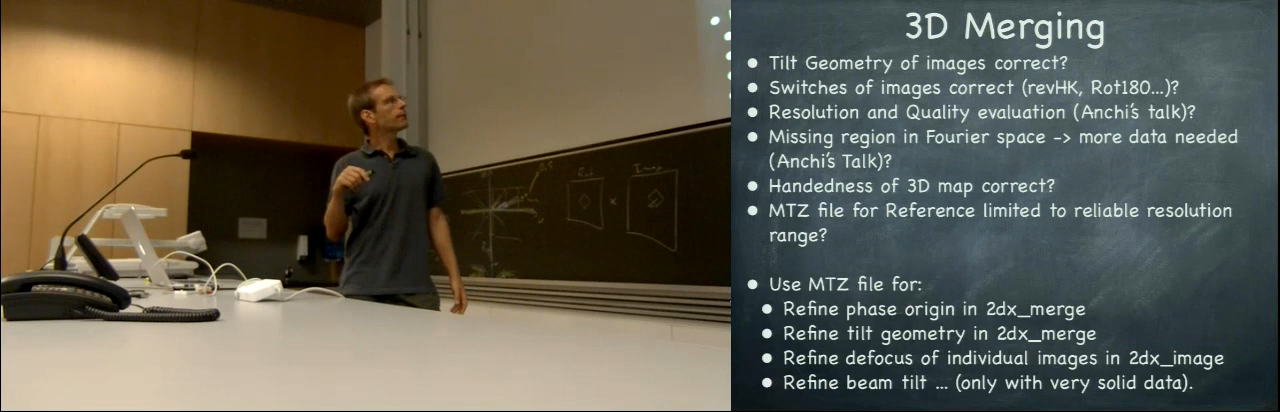 3D Merging
• Tilt Geometry of images correct?
• Switches of images correct (revHK, Rot180...)?
• Resolution and Quality evaluation (Anchi's talk)?
• Missing region in Fourier space -> more data needed
(Anchi's Talk)?
• Handedness of 3D map correct?
• MTZ file for Reference limited to reliable resolution
range?
• Use MTZ file for:
• Refine phase origin in 2dx_merge
• Refine tilt geometry in 2dx_merge
• Refine defocus of individual images in 2dx_image
• Refine beam tilt ... (only with very solid data).